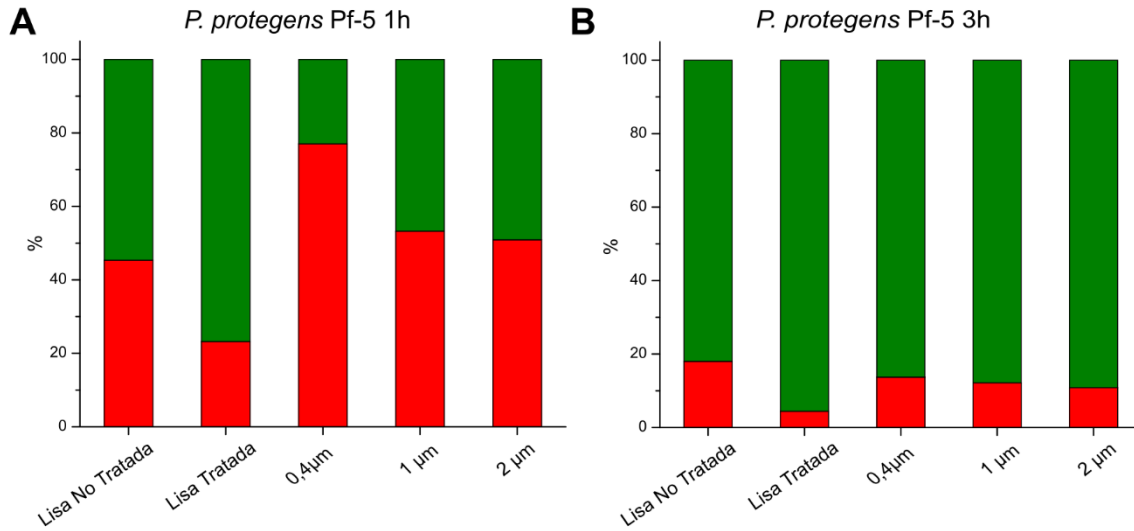 A
P. protegens Pf-5 1h
100
80
60
40
20
0
%
Lisa No Tratada
Lisa Tratada
0,4µm
1 µm
2 µm
B
P. protegens Pf-5 3h
100
80
60
40
20
0
%
Lisa No Tratada
Lisa Tratada
0,4µm
1 µm
2 µm